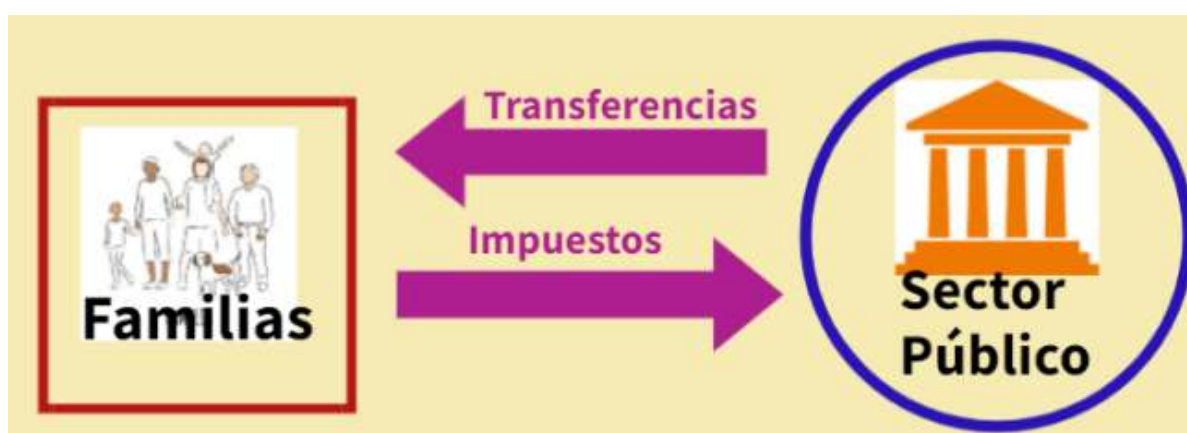 Transferencias
Impuestos
Familias
Sector
Público